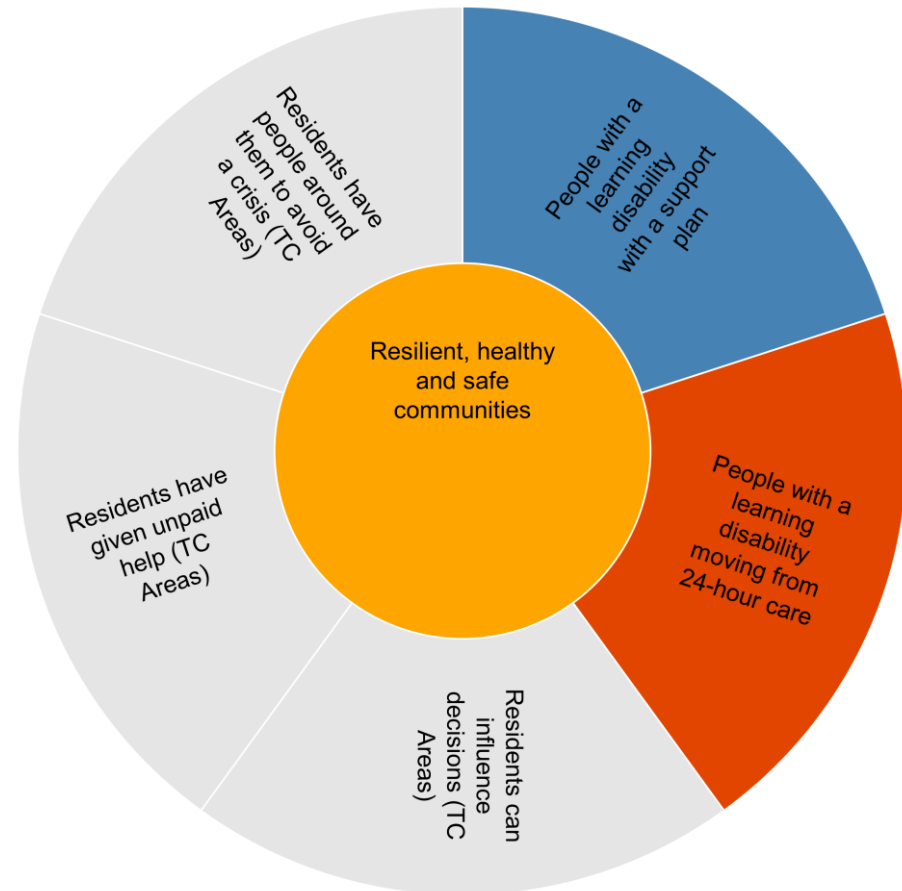 Resilient, healthy
and safe
communities
People with a
learning
disability
with a support
plan
People with a
learning
disability
moving from
24-hour care
Residents can
influence
decisions (TC
Areas)
Residents have
given unpaid
help (TC
Areas)
Residents have
people around
them to avoid
a crisis (TC
Areas)